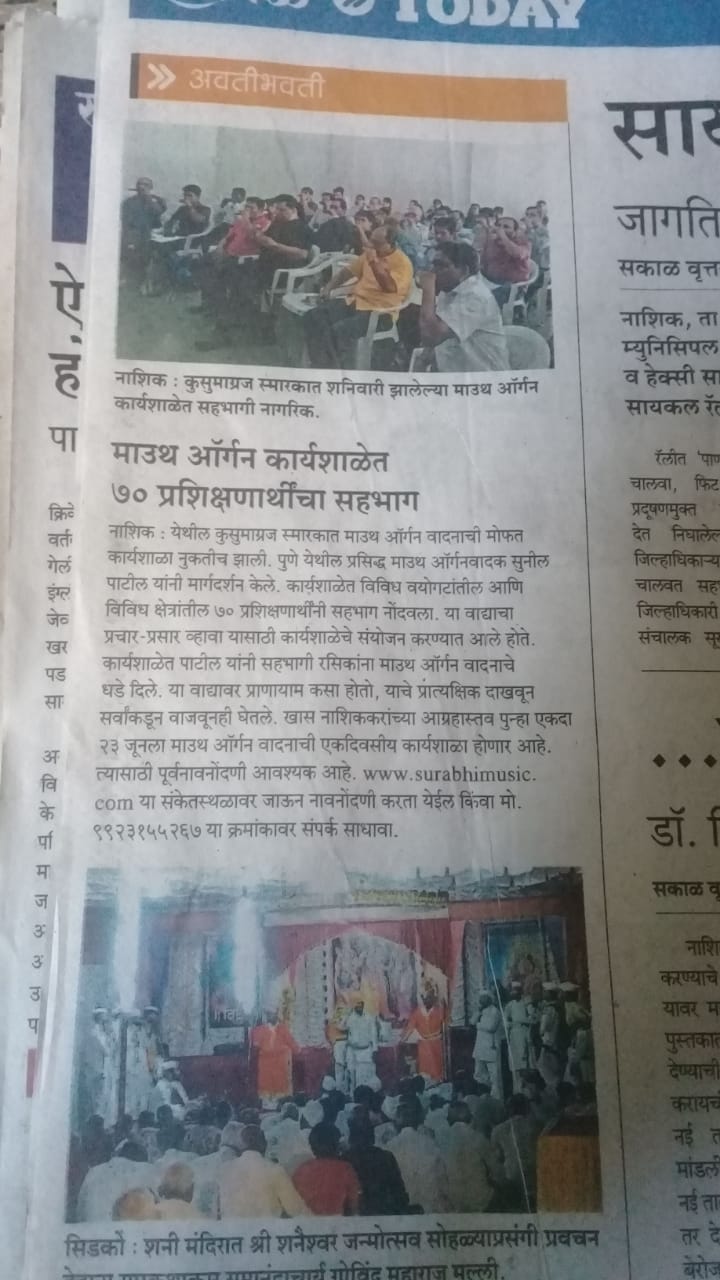 TODAY
अवतीभवती
नाशिक : कुसुमाग्रज स्मारकात शनिवारी झालेल्या माउथ ऑर्गन
कार्यशाळेत सहभागी नागरिक.
माउथ ऑर्गन कार्यशाळेत
७० प्रशिक्षणार्थींचा सहभाग
नाशिक : येथील कुसुमाग्रज स्मारकात माउथ ऑर्गन वादनाची मोफत
कार्यशाळा नुकतीच झाली. पुणे येथील प्रसिद्ध माउथ ऑर्गनवादक सुनील
पाटील यांनी मार्गदर्शन केले. कार्यशाळेत विविध वयोगटांतील आणि
विविध क्षेत्रांतील ७० प्रशिक्षणार्थींनी सहभाग नोंदवला. या वाद्याचा
प्रचार-प्रसार व्हावा यासाठी कार्यशाळेचे संयोजन करण्यात आले होते.
कार्यशाळेत पाटील यांनी सहभागी रसिकांना माउथ ऑर्गन वादनाचे
धडे दिले. या वाद्यावर प्राणायाम कसा होतो, याचे प्रात्यक्षिक दाखवून
सर्वांकडून वाजवूनही घेतले. खास नाशिककरांच्या आग्रहास्तव पुन्हा एकदा
२३ जूनला माउथ ऑर्गन वादनाची एकदिवसीय कार्यशाळा होणार आहे.
त्यासाठी पूर्वनावनोंदणी आवश्यक आहे. www.surabhimusic.
com या संकेतस्थळावर जाऊन नावनोंदणी करता येईल किंवा मो.
९९२३१५५२६७ या क्रमांकावर संपर्क साधावा.
सिडको : शनी मंदिरात श्री शनैश्वर जन्मोत्सव सोहळ्याप्रसंगी प्रवचन
गोविंद महाराज मल्ली.
जागति
सकाळ वृत्त
नाशिक, ता
म्युनिसिपल
व हेक्सी सा
सायकल रॅ
रॅलीत 'पा
चालवा, फिट
प्रदूषणमुक्त
देत निघाले
जिल्हाधिकाऱ्य
चालवत सह
जिल्हाधिकारी
संचालक सू
डॉ.
सकाळ वृ
नाशि
करण्याचे
यावर म
पुस्तकात
देण्याची
करायचं
नई त
मांडली
नई ता
तर दे